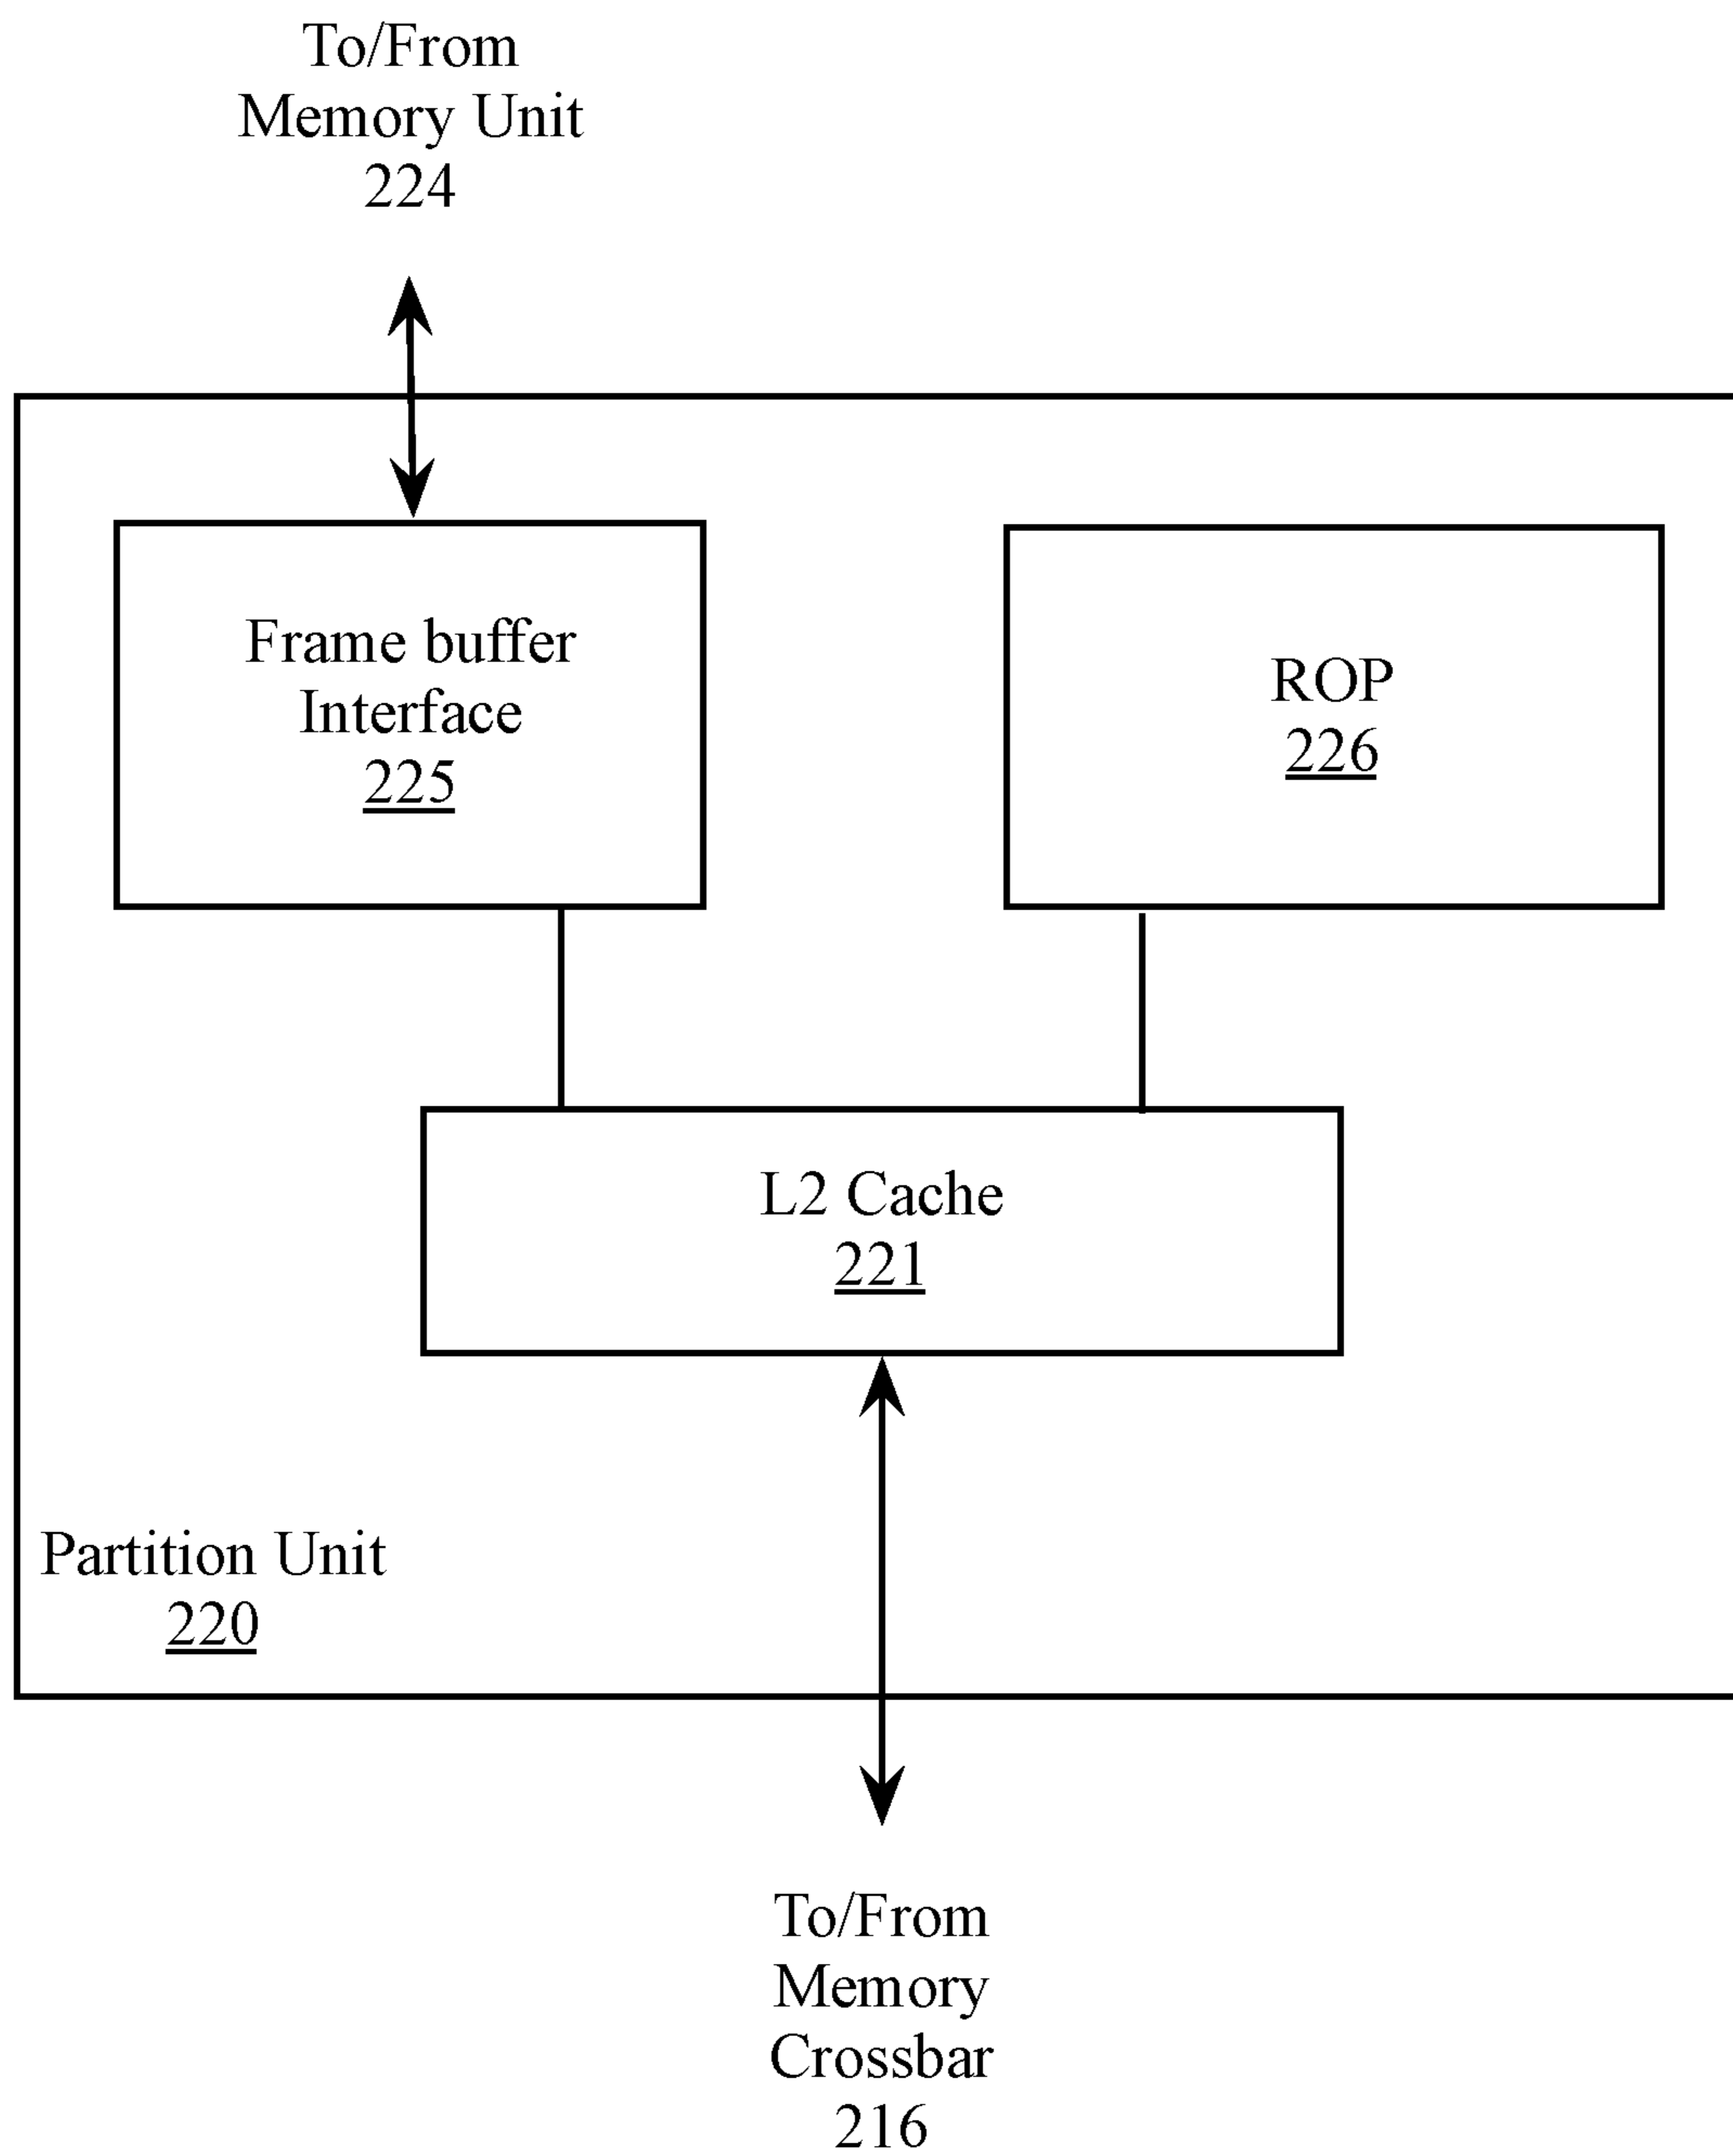 To/From
Memory Unit
224
Frame buffer
Interface
225
ROP
226
L2 Cache
221
Partition Unit
220
To/From
Memory
Crossbar
216